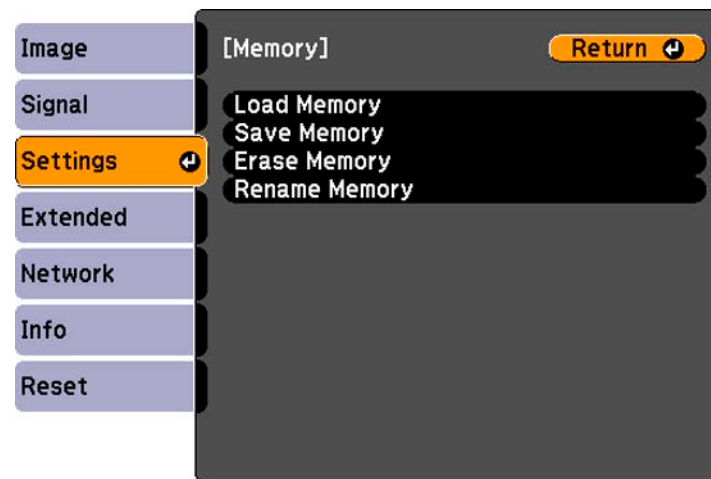 Image
Signal
Settings
Extended
Network
Info
Reset
[Memory]
Return
Load Memory
Save Memory
Erase Memory
Rename Memory